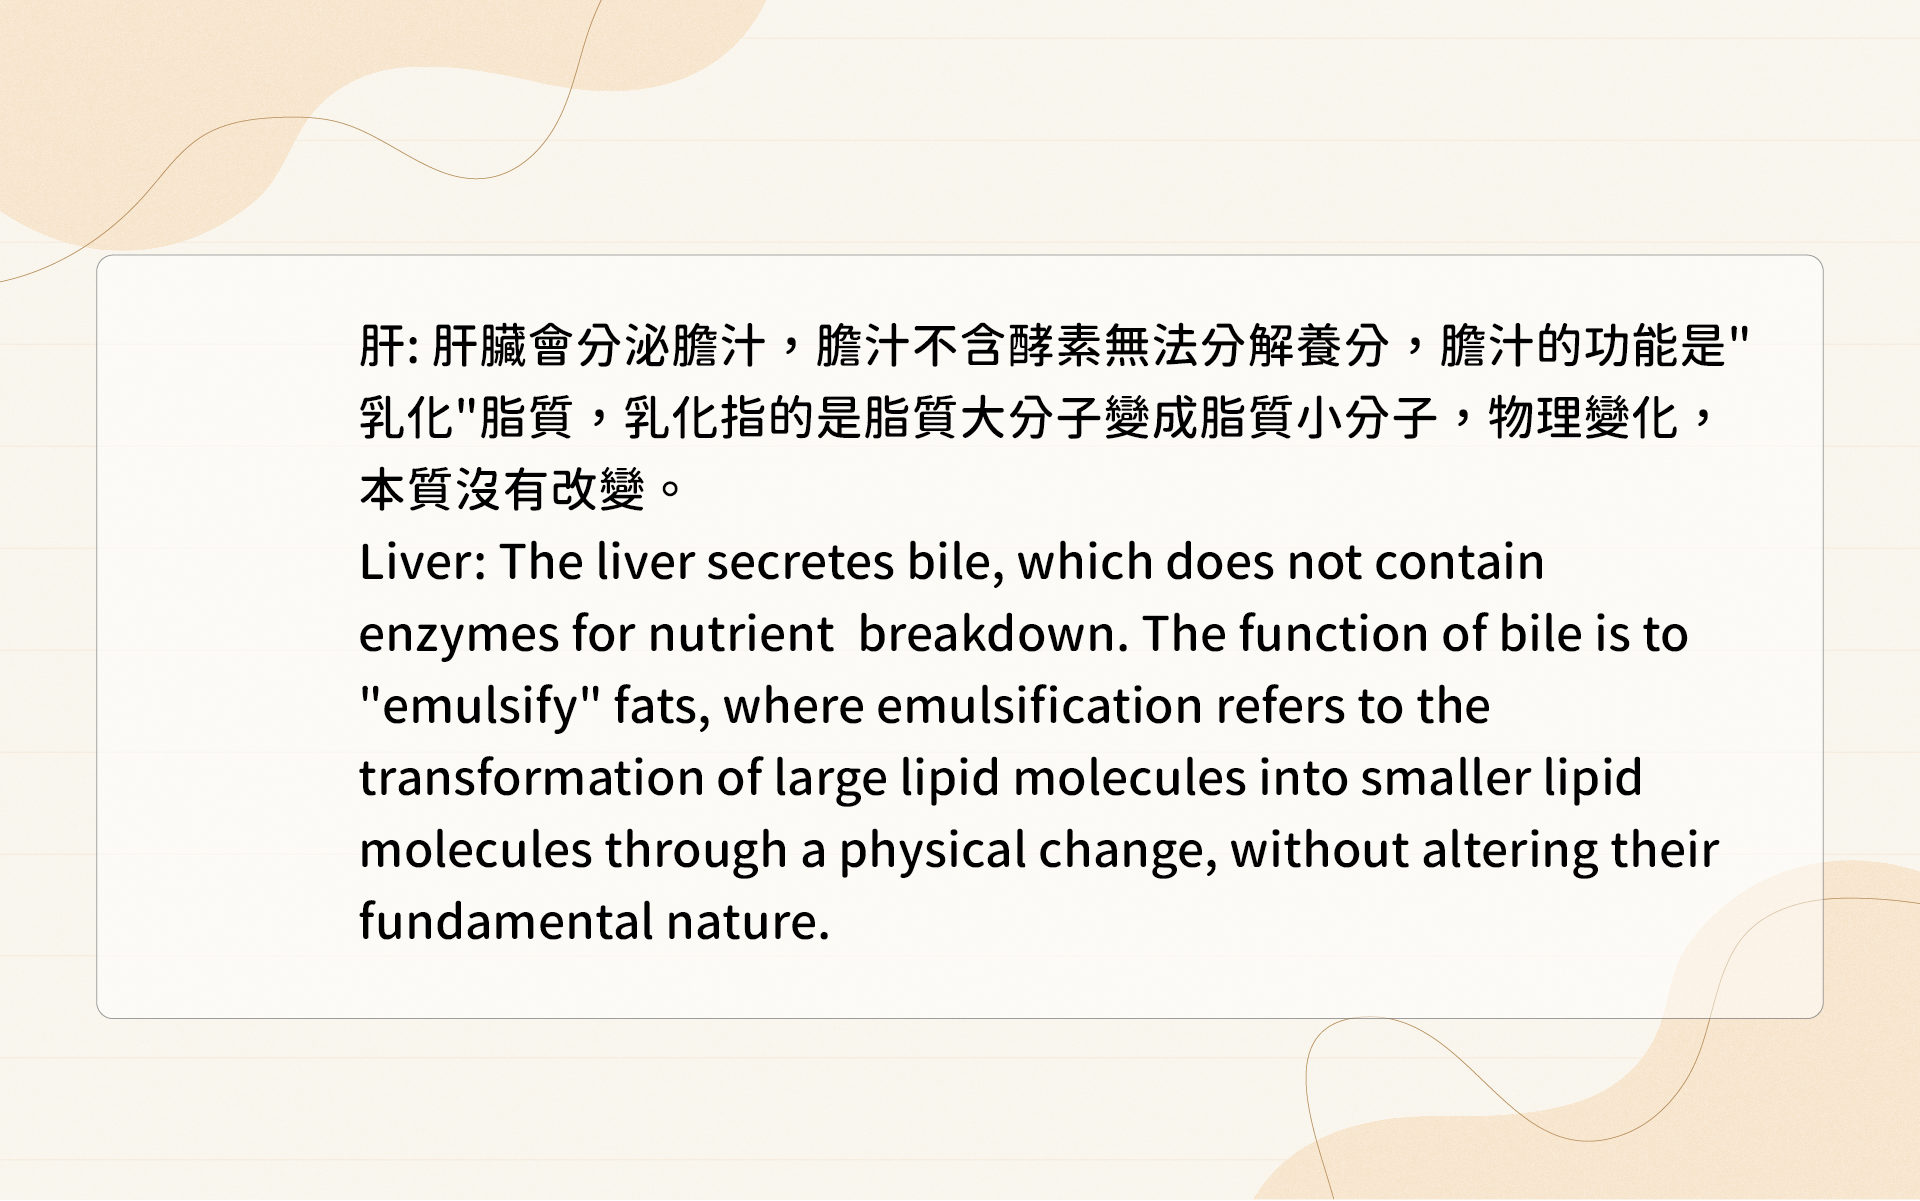 肝: 肝臟會分泌膽汁，膽汁不含酵素無法分解養分，膽汁的功能是"
乳化"脂質，乳化指的是脂質大分子變成脂質小分子，物理變化，
本質沒有改變。
Liver: The liver secretes bile, which does not contain
enzymes for nutrient  breakdown. The function of bile is to
"emulsify" fats, where emulsification refers to the
transformation of large lipid molecules into smaller lipid
molecules through a physical change, without altering their
fundamental nature.